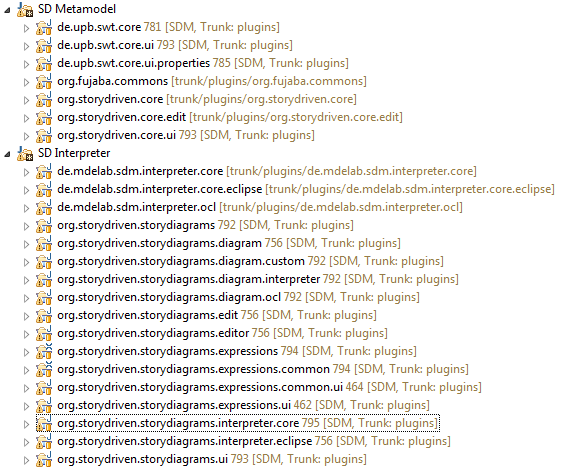 SD Metamodel
de.upb.swt.core 781 [SDM, Trunk: plugins]
de.upb.swt.core.ui 793 [SDM, Trunk: plugins]
de.upb.swt.core.ui.properties 785 [SDM, Trunk: plugins]
org.fujaba.commons [trunk/plugins/org.fujaba.commons]
org.storydriven.core [trunk/plugins/org.storydriven.core]
org.storydriven.core.edit [trunk/plugins/org.storydriven.core.edit]
org.storydriven.core.ui 793 [SDM, Trunk: plugins]
SD Interpreter
de.mdelab.sdm.interpreter.core [trunk/plugins/de.mdelab.sdm.interpreter.core]
de.mdelab.sdm.interpreter.core.eclipse [trunk/plugins/de.mdelab.sdm.interpreter.core.eclipse]
de.mdelab.sdm.interpreter.ocl [trunk/plugins/de.mdelab.sdm.interpreter.ocl]
org.storydriven.storydiagrams 792 [SDM, Trunk: plugins]
org.storydriven.storydiagrams.diagram 756 [SDM, Trunk: plugins]
org.storydriven.storydiagrams.diagram.custom 792 [SDM, Trunk: plugins]
org.storydriven.storydiagrams.diagram.interpreter 792 [SDM, Trunk: plugins]
org.storydriven.storydiagrams.diagram.ocl 792 [SDM, Trunk: plugins]
org.storydriven.storydiagrams.edit 756 [SDM, Trunk: plugins]
org.storydriven.storydiagrams.editor 756 [SDM, Trunk: plugins]
org.storydriven.storydiagrams.expressions 794 [SDM, Trunk: plugins]
org.storydriven.storydiagrams.expressions.common 794 [SDM, Trunk: plugins]
org.storydriven.storydiagrams.expressions.common.ui 464 [SDM, Trunk: plugins]
org.storydriven.storydiagrams.expressions.ui 462 [SDM, Trunk: plugins]
org.storydriven.storydiagrams.interpreter.core 795 [SDM, Trunk: plugins]
org.storydriven.storydiagrams.interpreter.eclipse 756 [SDM, Trunk: plugins]
org.storydriven.storydiagrams.ui 793 [SDM, Trunk: plugins]